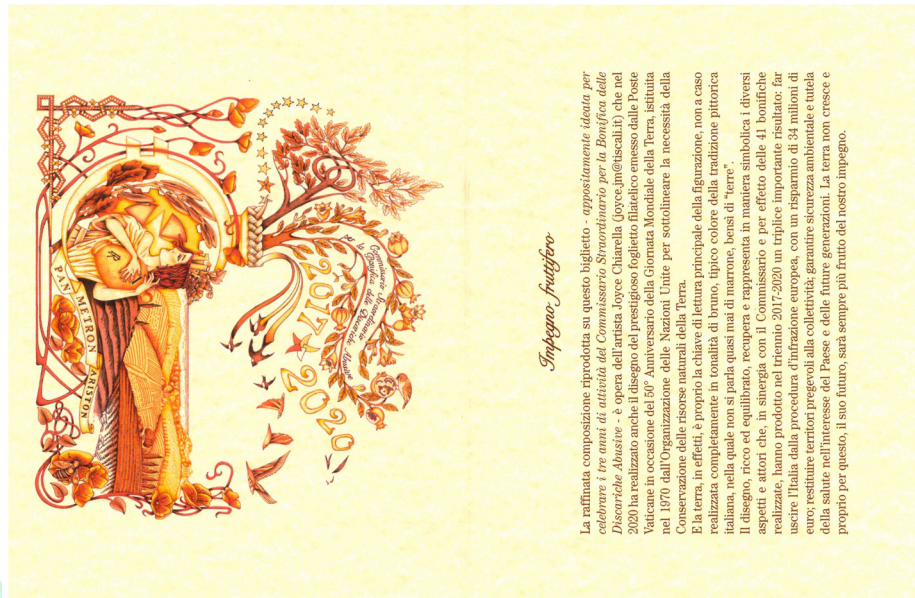 PAN METRON ARISTON
Commissario Straordinario per la
Bonifica delle Discariche Abusive
2017 2020
Impegno fruttifero
La raffinata composizione riprodotta su questo biglietto - appositamente ideata per
celebrare i tre anni di attività del Commissario Straordinario per la Bonifica delle
Discariche Abusive - è opera dell'artista Joyce Chiarella (joyce.jm@tiscali.it) che nel
2020 ha realizzato anche il disegno del prestigioso foglietto filatelico emesso dalle Poste
Vaticane in occasione del 50° Anniversario della Giornata Mondiale della Terra, istituita
nel 1970 dall'Organizzazione delle Nazioni Unite per sottolineare la necessità della
Conservazione delle risorse naturali della Terra.
E la terra, in effetti, è proprio la chiave di lettura principale della figurazione, non a caso
realizzata completamente in tonalità di bruno, tipico colore della tradizione pittorica
italiana, nella quale non si parla quasi mai di marrone, bensì di "terre".
Il disegno, ricco ed equilibrato, recupera e rappresenta in maniera simbolica i diversi
aspetti e attori che, in sinergia con il Commissario e per effetto delle 41 bonifiche
realizzate, hanno prodotto nel triennio 2017-2020 un triplice importante risultato: far
uscire l'Italia dalla procedura d'infrazione europea, con un risparmio di 34 milioni di
euro; restituire territori pregevoli alla collettività; garantire sicurezza ambientale e tutela
della salute nell'interesse del Paese e delle future generazioni. La terra non cresce e
proprio per questo, il suo futuro, sarà sempre più frutto del nostro impegno.